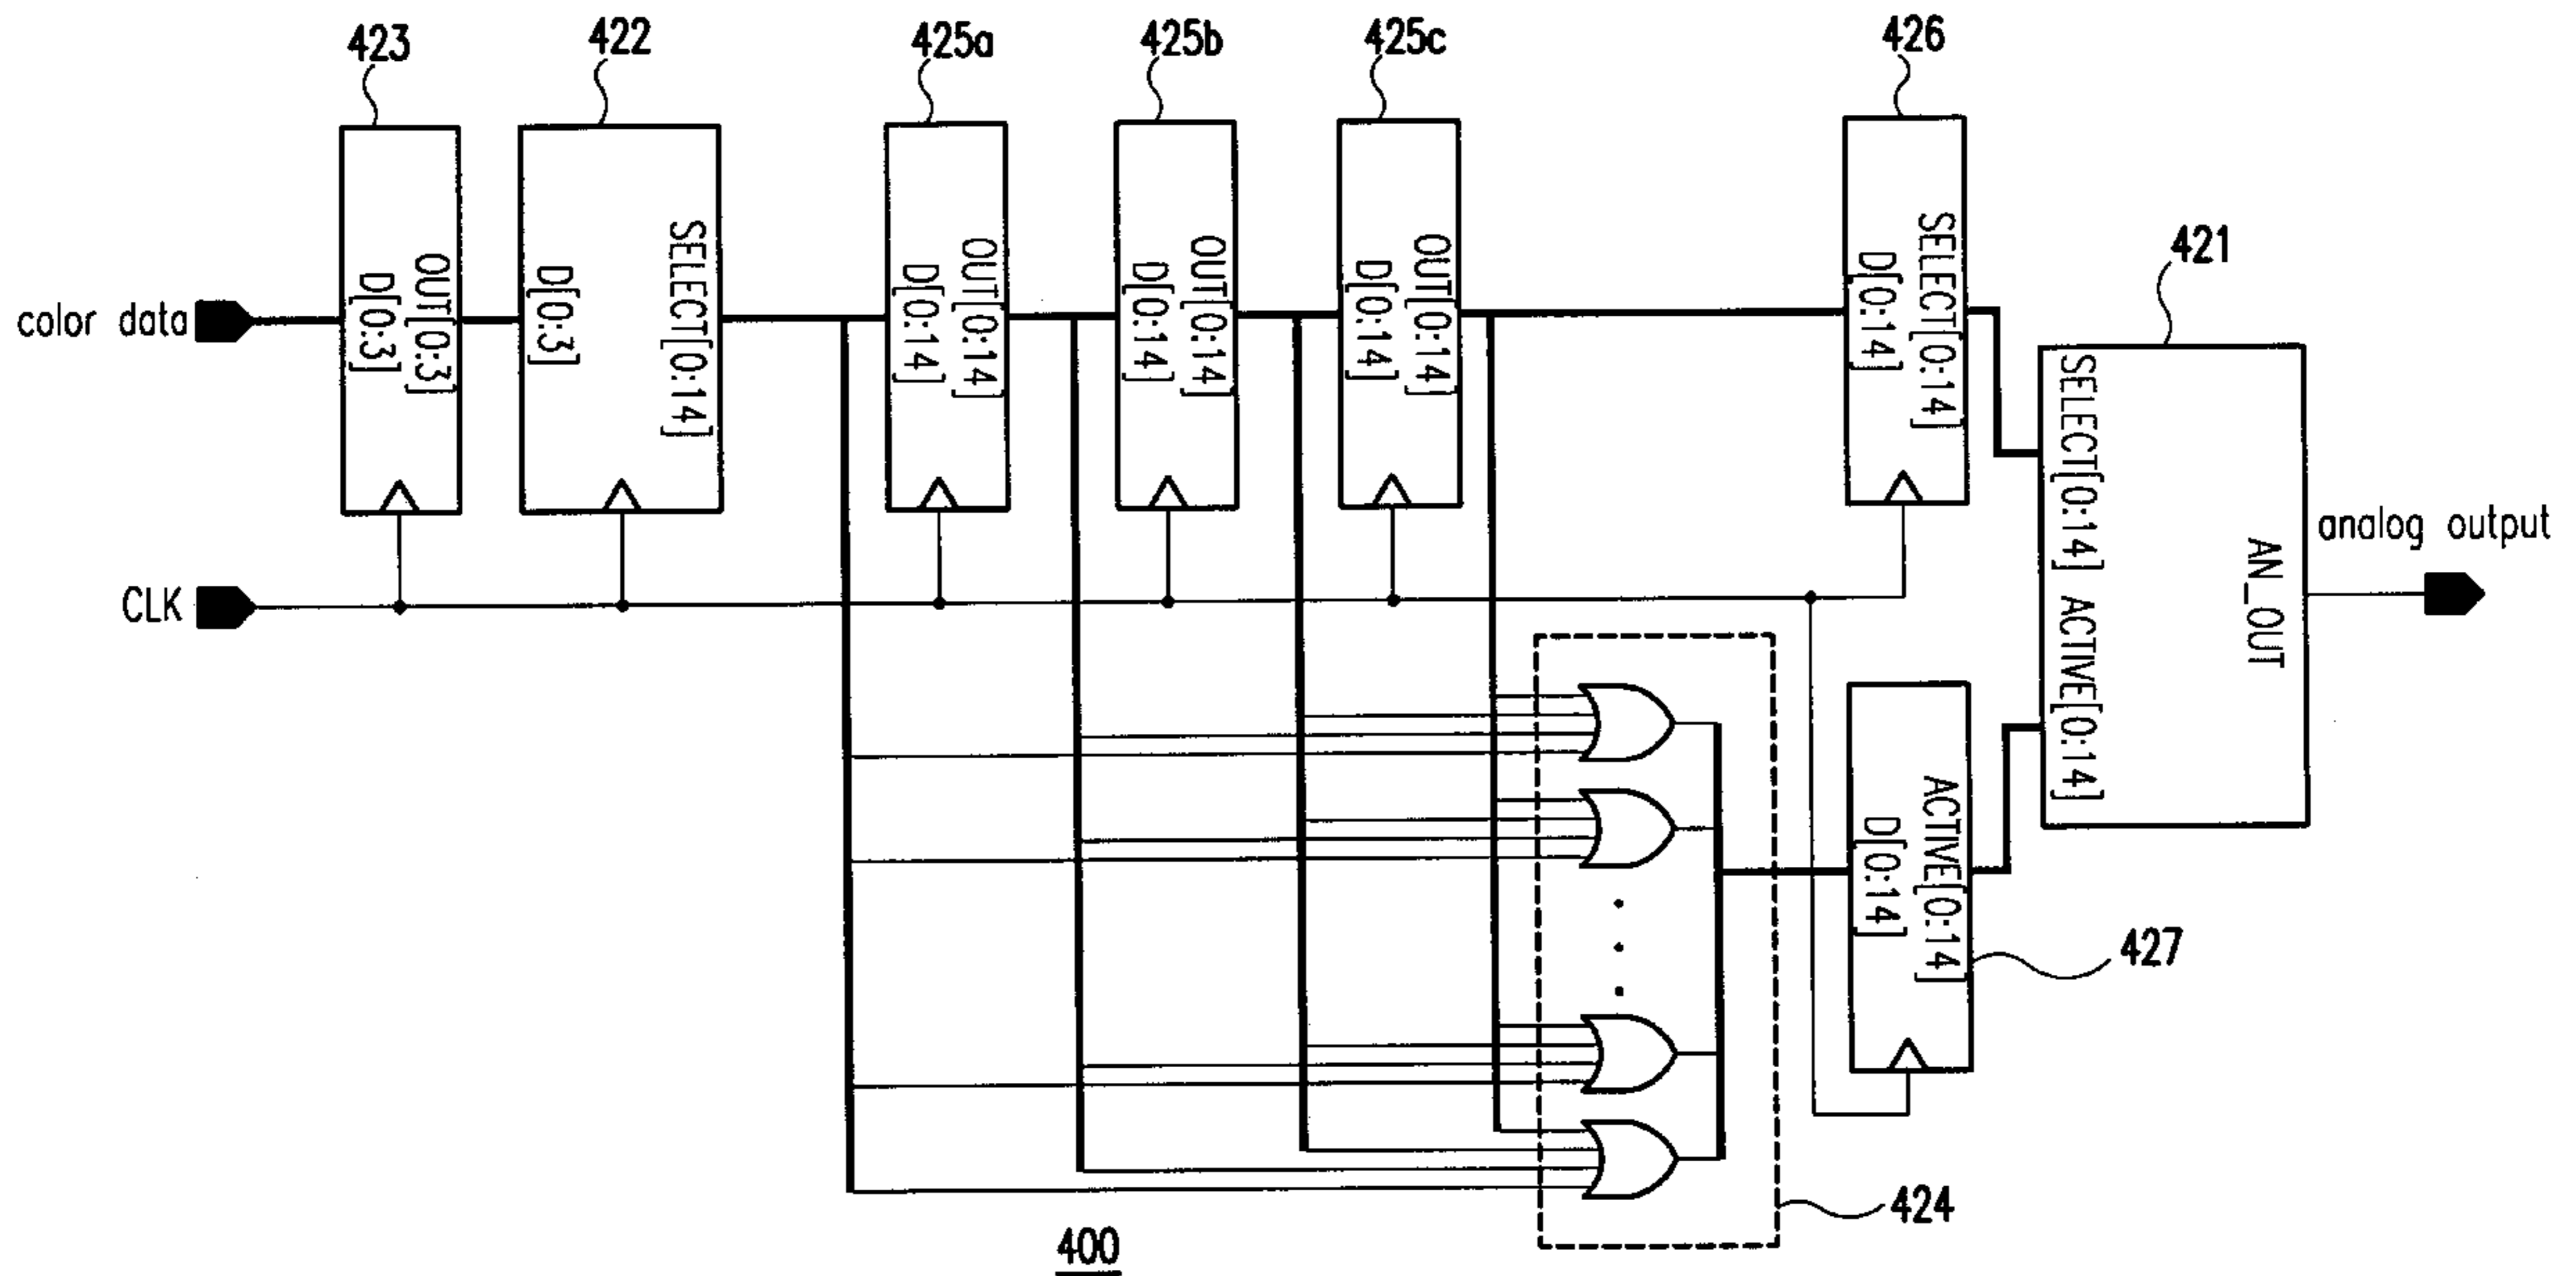 423
422
425a
425b
425c
426
421
color data
D[0:3]
OUT[0:3]
D[0:3]
SELECT[0:14]
D[0:14]
OUT[0:14]
D[0:14]
OUT[0:14]
D[0:14]
OUT[0:14]
D[0:14]
SELECT[0:14]
SELECT[0:14] ACTIVE[0:14]
AN_OUT
analog output
CLK
D[0:14]
ACTIVE[0:14]
427
424
400